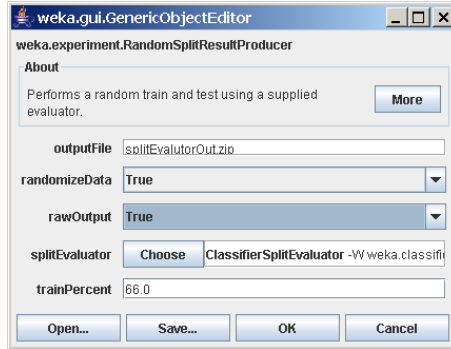 weka.gui.GenericObjectEditor
weka.experiment.RandomSplitResultProducer
About
Performs a random train and test using a supplied
evaluator.
More
outputFile splitEvalutorOut.zip
randomizeData True
rawOutput True
splitEvaluator Choose ClassifierSplitEvaluator -W weka.classifi
trainPercent 66.0
Open... Save... OK Cancel